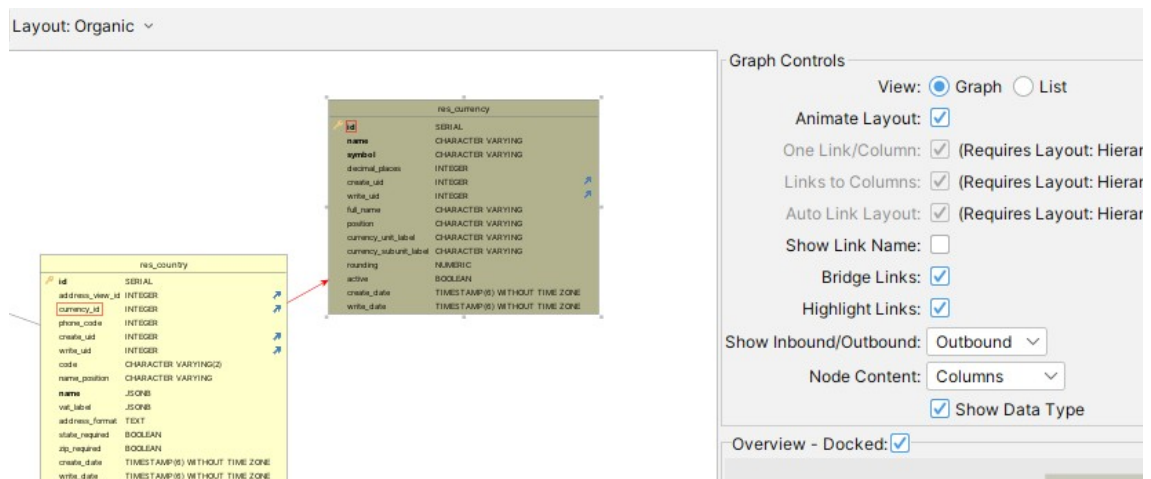 Layout: Organic
res_currency
id SERIAL
name CHARACTER VARYING
symbol CHARACTER VARYING
decimal_places INTEGER
create_uid INTEGER
write_uid INTEGER
full_name CHARACTER VARYING
position CHARACTER VARYING
currency_unit_label CHARACTER VARYING
currency_subunit_label CHARACTER VARYING
rounding NUMERIC
active BOOLEAN
create_date TIMESTAMP(6) WITHOUT TIME ZONE
write_date TIMESTAMP(6) WITHOUT TIME ZONE
res_country
id SERIAL
address_view_id INTEGER
currency_id INTEGER
phone_code INTEGER
create_uid INTEGER
write_uid INTEGER
code CHARACTER VARYING(2)
name_position CHARACTER VARYING
name JSONB
vat_label JSONB
address_format TEXT
state_required BOOLEAN
zip_required BOOLEAN
create_date TIMESTAMP(6) WITHOUT TIME ZONE
write_date TIMESTAMP(6) WITHOUT TIME ZONE
Graph Controls
View: Graph List
Animate Layout:
One Link/Column: (Requires Layout: Hierar
Links to Columns: (Requires Layout: Hierar
Auto Link Layout: (Requires Layout: Hierar
Show Link Name:
Bridge Links:
Highlight Links:
Show Inbound/Outbound: Outbound
Node Content: Columns
Show Data Type
Overview - Docked: